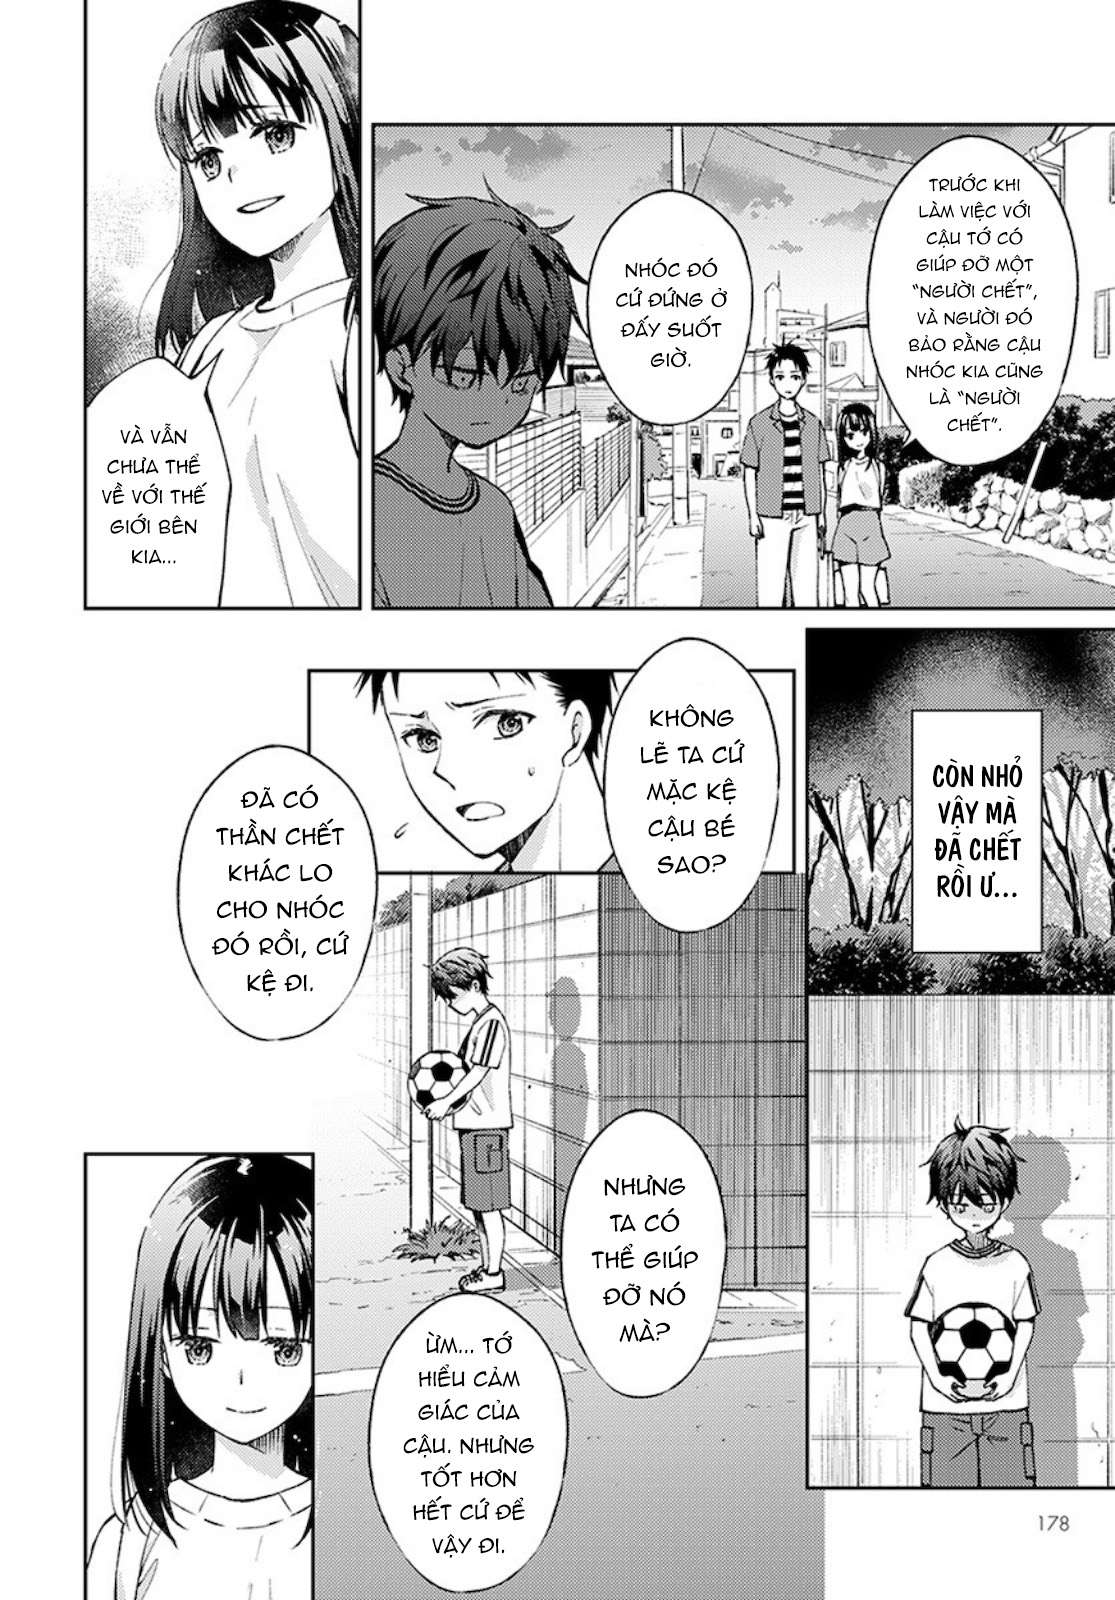 TRƯỚC KHI
LÀM VIỆC VỚI
CẬU TỚ CÓ
GIÚP ĐỠ MỘT
“NGƯỜI CHẾT”,
VÀ NGƯỜI ĐÓ
BẢO RẰNG CẬU
NHÓC KIA CŨNG
LÀ “NGƯỜI
CHẾT”.
NHÓC ĐÓ
CỨ ĐỨNG Ở
ĐẤY SUỐT
GIỜ.
VÀ VẪN
CHƯA THỂ
VỀ VỚI THẾ
GIỚI BÊN
KIA...
CÒN NHỎ
VẬY MÀ
ĐÃ CHẾT
RỒI Ư...
KHÔNG
LẼ TA CỨ
MẶC KỆ
CẬU BÉ
SAO?
ĐÃ CÓ
THẦN CHẾT
KHÁC LO
CHO NHÓC
ĐÓ RỒI, CỨ
KỆ ĐI.
NHƯNG
TA CÓ
THỂ GIÚP
ĐỠ NÓ
MÀ?
ỪM... TỚ
HIỂU CẢM
GIÁC CỦA
CẬU. NHƯNG
TỐT HƠN
HẾT CỨ ĐỂ
VẬY ĐI.
178